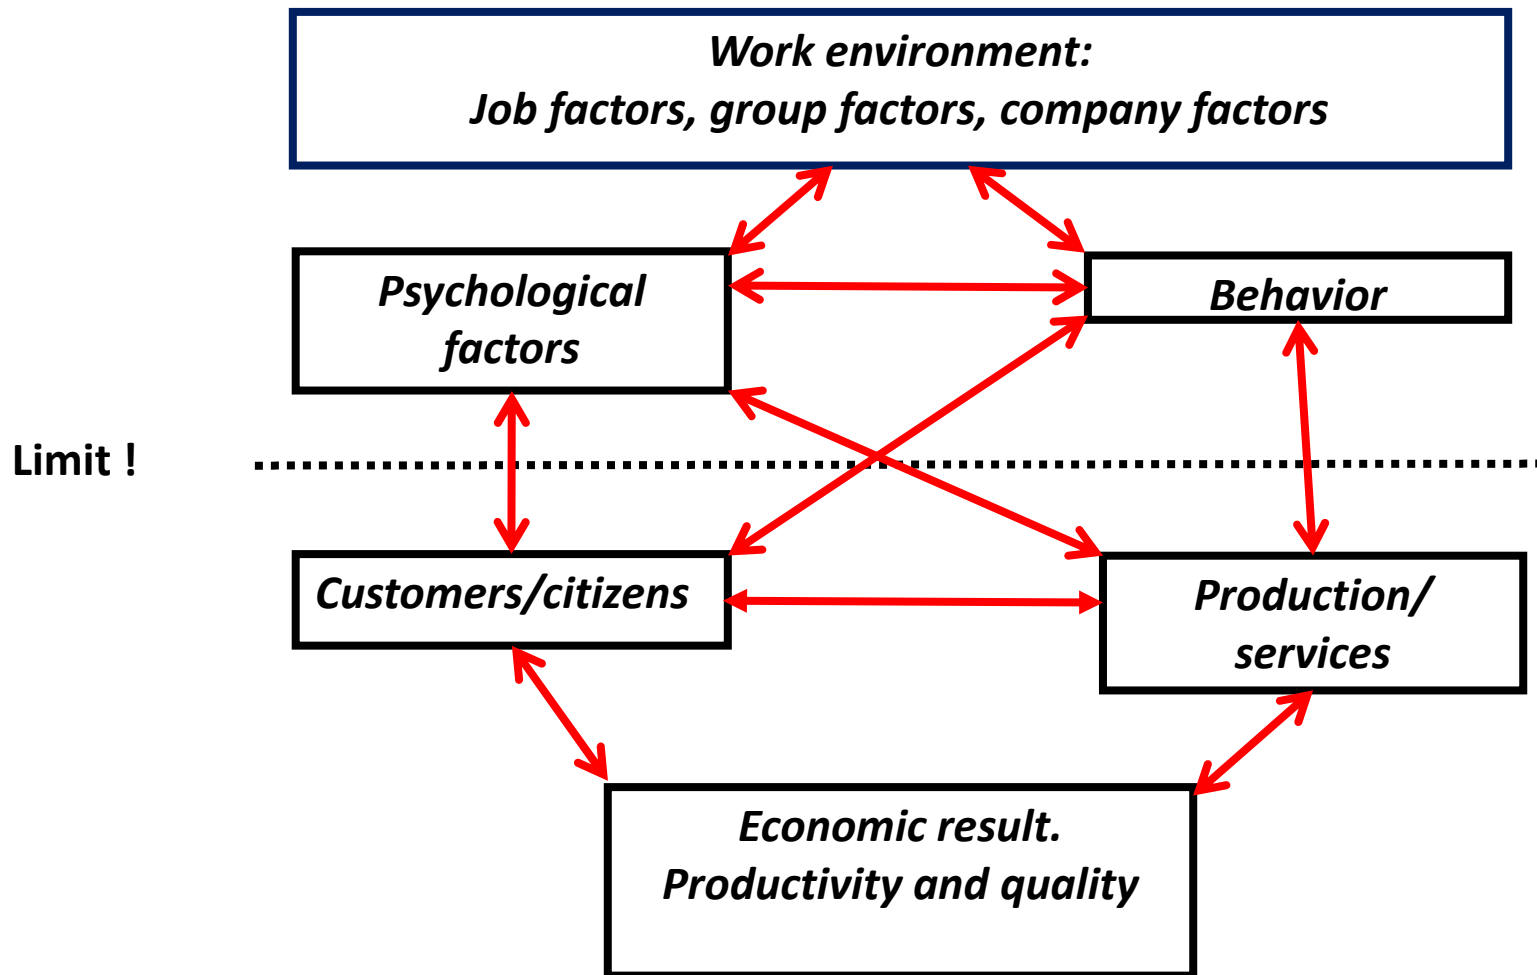 Work environment:
Job factors, group factors, company factors
Psychological
factors
Behavior
Limit !
Customers/citizens
Production/
services
Economic result.
Productivity and quality